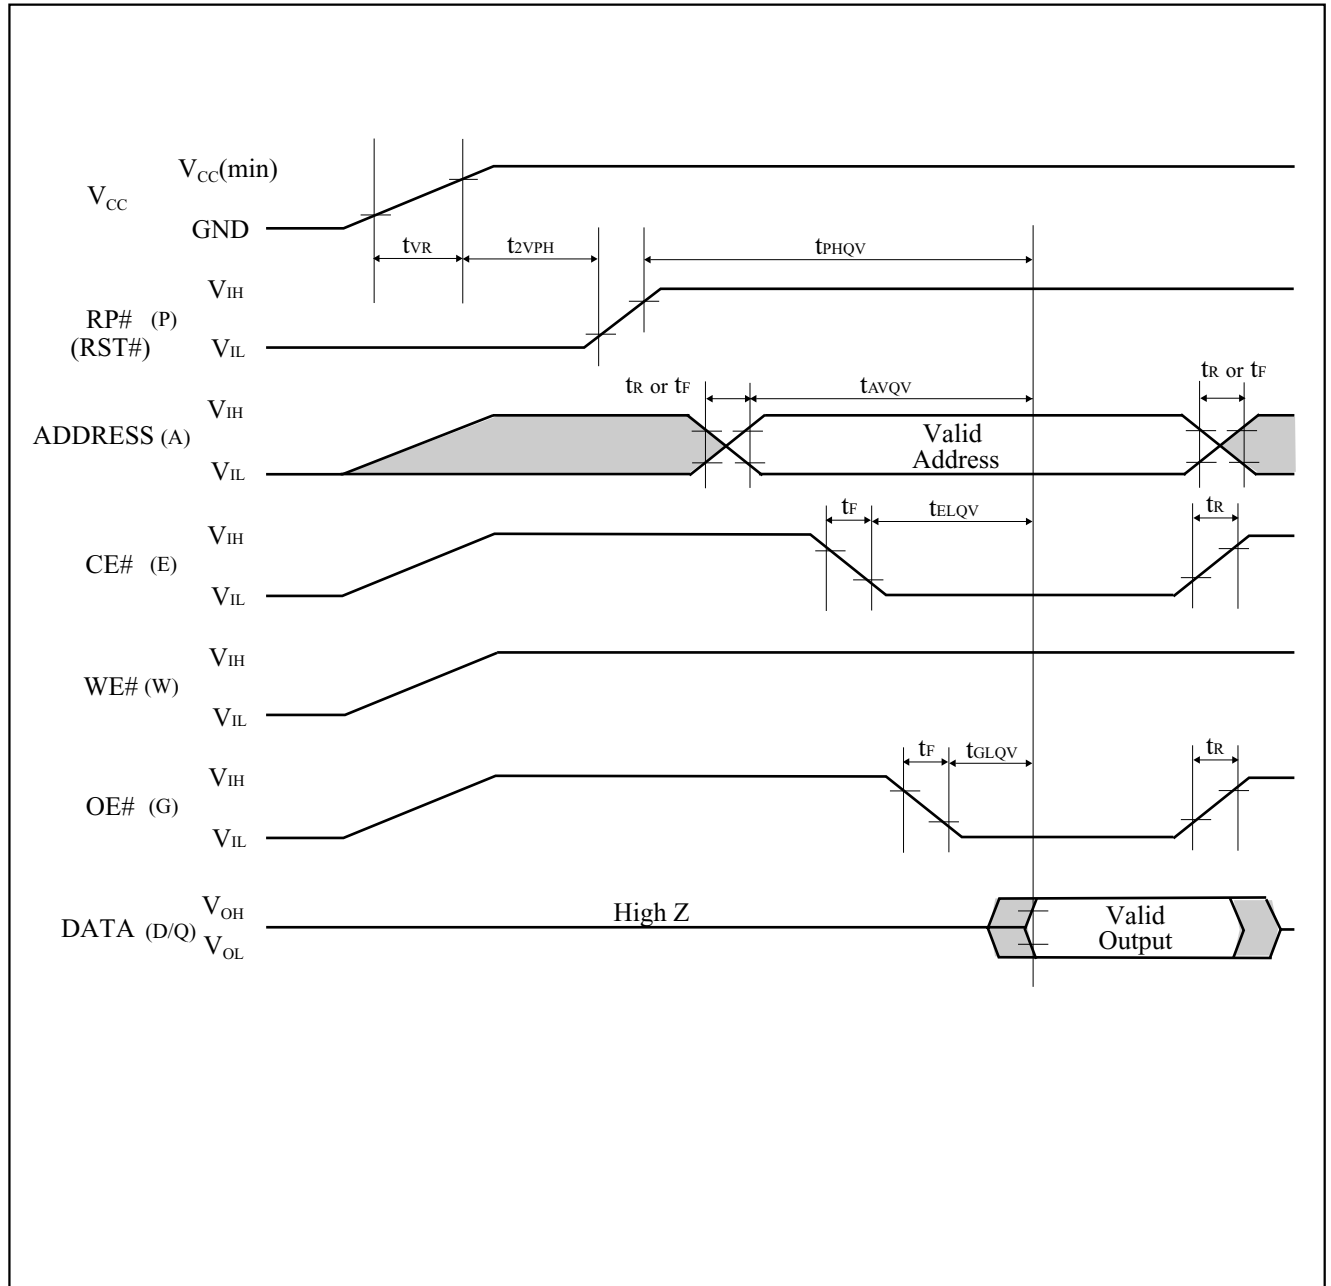 VCC(min)
VCC
GND
tVR t2VPH tPHQV
VIH
RP# (P)
(RST#)
VIL
tR or tF tAVQV tR or tF
VIH
ADDRESS (A)
Valid
Address
VIL
tF tELQV tR
VIH
CE# (E)
VIL
VIH
WE# (W)
VIL
tF tGLQV tR
VIH
OE# (G)
VIL
VOH
High Z
DATA (D/Q)
Valid
Output
VOL